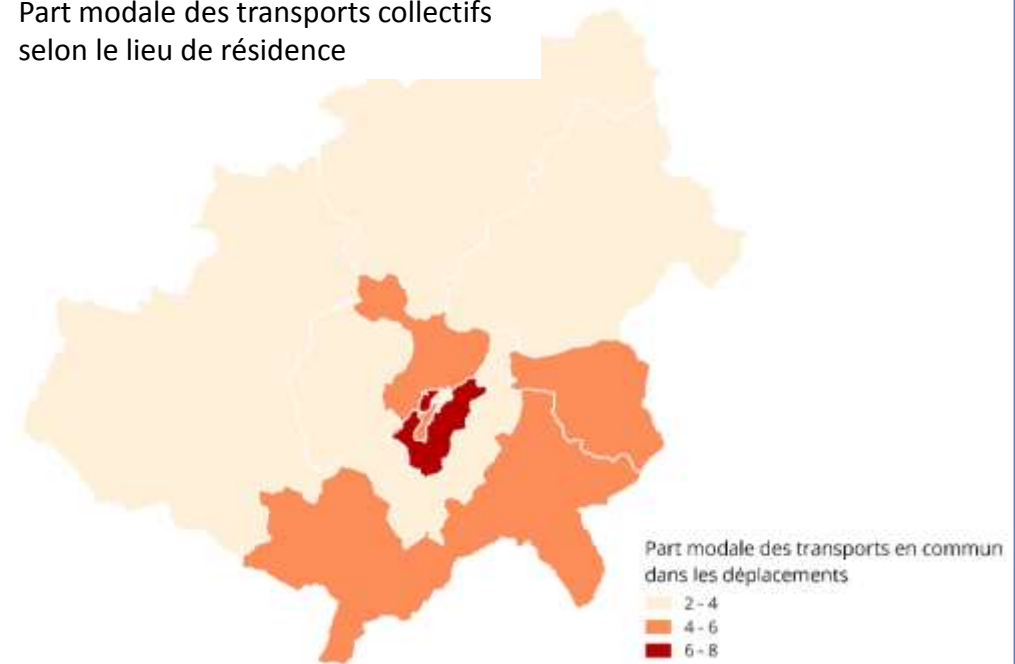 Part modale des transports collectifs
selon le lieu de résidence
Part modale des transports en commun
dans les déplacements
2 - 4
4 - 6
6 - 8